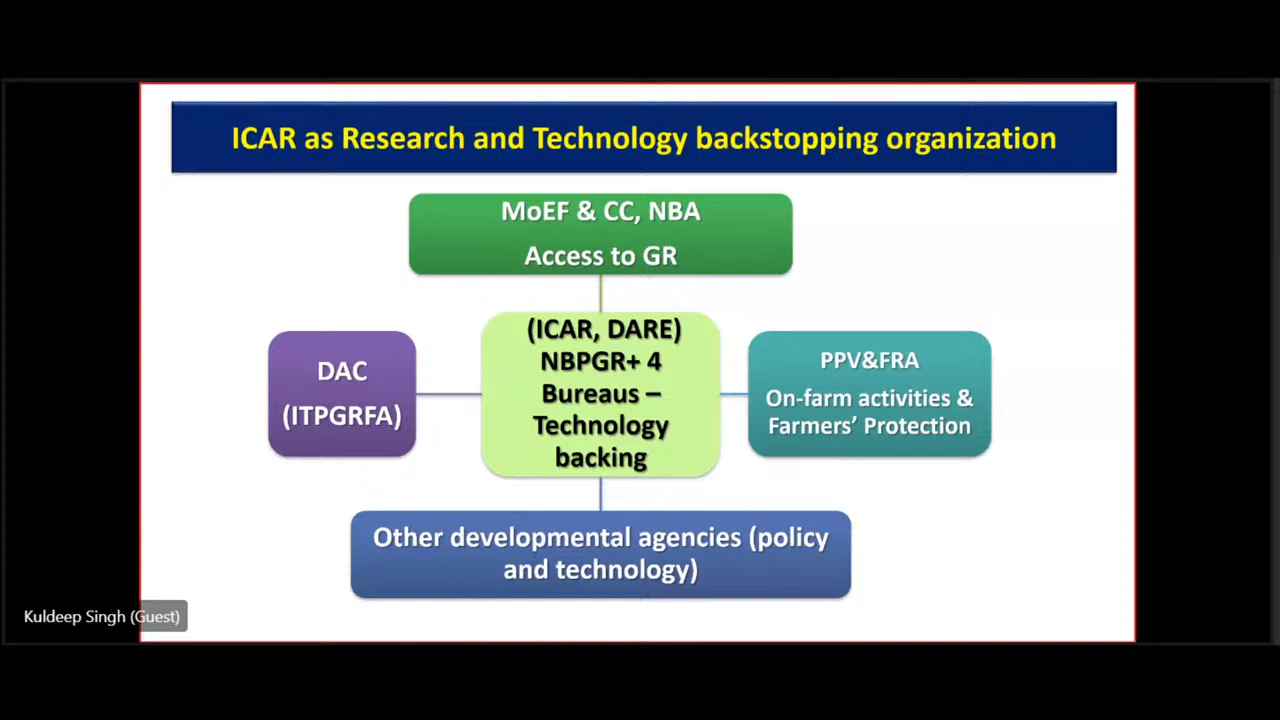 ICAR as Research and Technology backstopping organization
MoEF & CC, NBA
Access to GR
DAC
(ITPGRFA)
(ICAR, DARE)
NBPGR+ 4
Bureaus –
Technology
backing
PPV&FRA
On-farm activities &
Farmers’ Protection
Other developmental agencies (policy
and technology)
Kuldeep Singh (Guest)